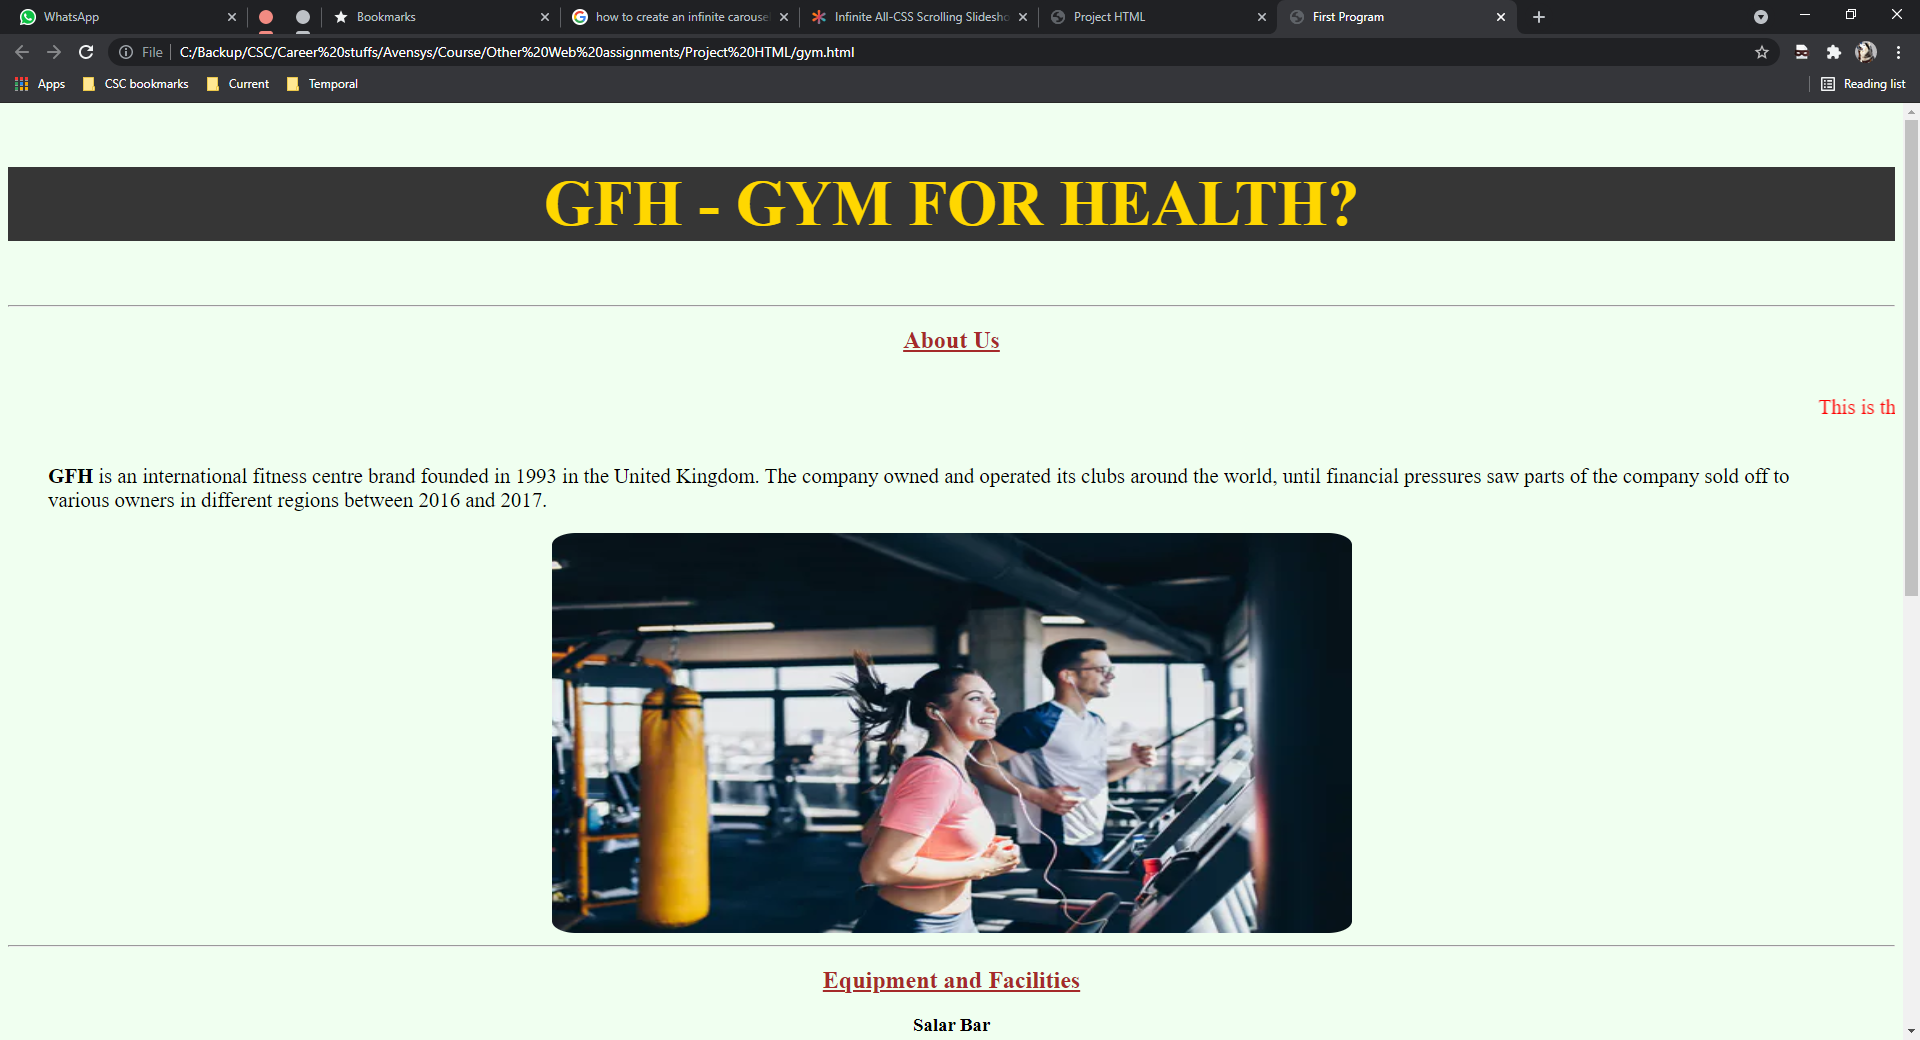 WhatsApp
Bookmarks
how to create an infinite carouse
Infinite All-CSS Scrolling Slidesho
Project HTML
First Program
File
C:/Backup/CSC/Career%20stuffs/Avensys/Course/Other%20Web%20assignments/Project%20HTML/gym.html
Apps
CSC bookmarks
Current
Temporal
Reading list
GFH - GYM FOR HEALTH?
About Us
This is th
GFH is an international fitness centre brand founded in 1993 in the United Kingdom. The company owned and operated its clubs around the world, until financial pressures saw parts of the company sold off to
various owners in different regions between 2016 and 2017.
Equipment and Facilities
Salar Bar